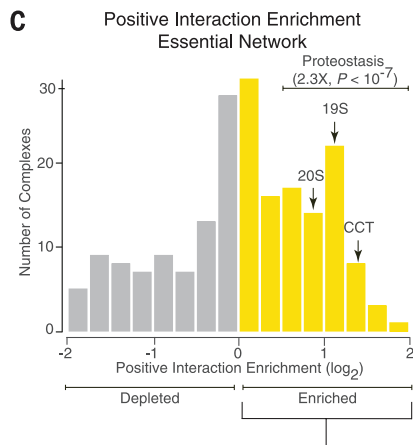 C
Positive Interaction Enrichment
Essential Network
Proteostasis
(2.3X, P < 10⁻⁷)
19S
20S
CCT
Number of Complexes
30
20
10
0
-2
-1
0
1
2
Positive Interaction Enrichment (log₂)
Depleted
Enriched